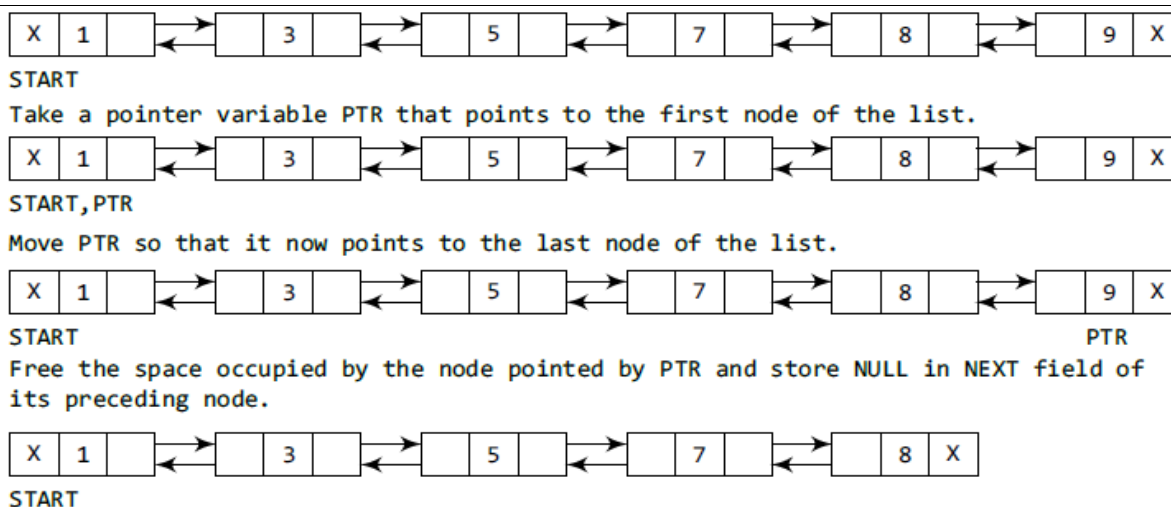 X 1 3 5 7 8 9 X
START
Take a pointer variable PTR that points to the first node of the list.
X 1 3 5 7 8 9 X
START,PTR
Move PTR so that it now points to the last node of the list.
X 1 3 5 7 8 9 X
START PTR
Free the space occupied by the node pointed by PTR and store NULL in NEXT field of
its preceding node.
X 1 3 5 7 8 X
START